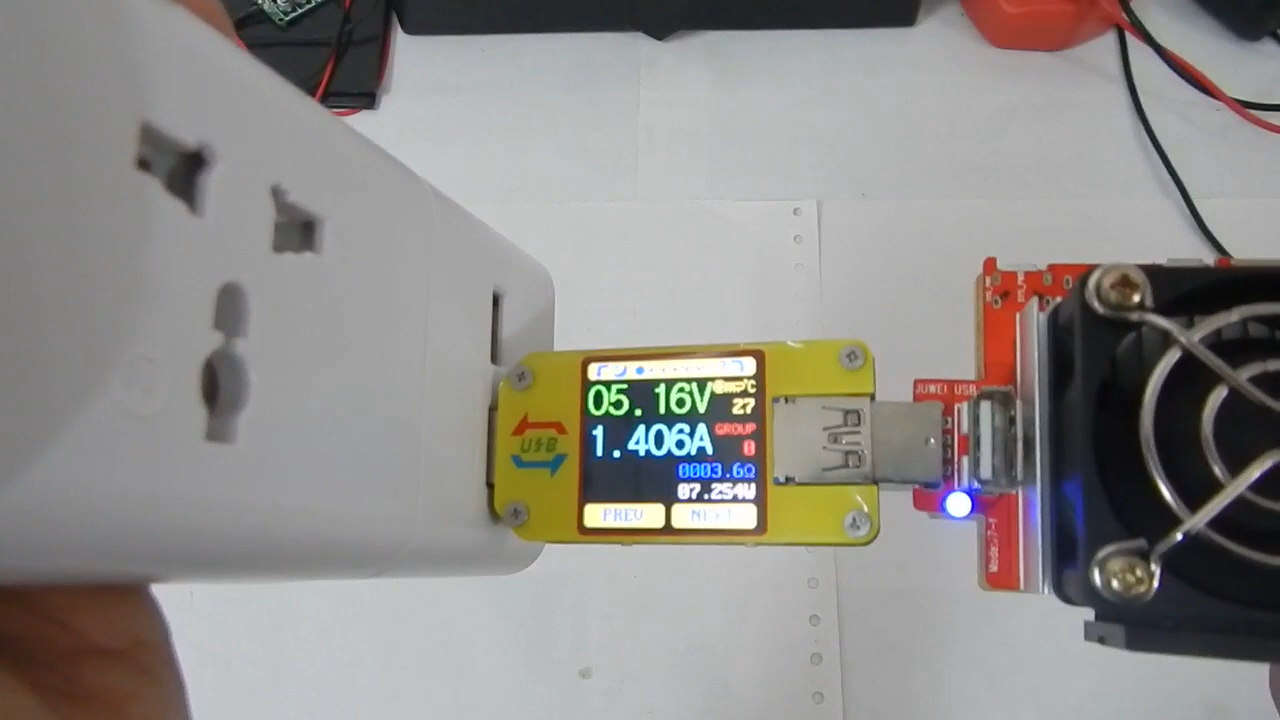 05.16V
℃
27
1.406A
GROUP
0
0003.6Ω
07.254W
PREV
NEXT
USB
JUWEI USB